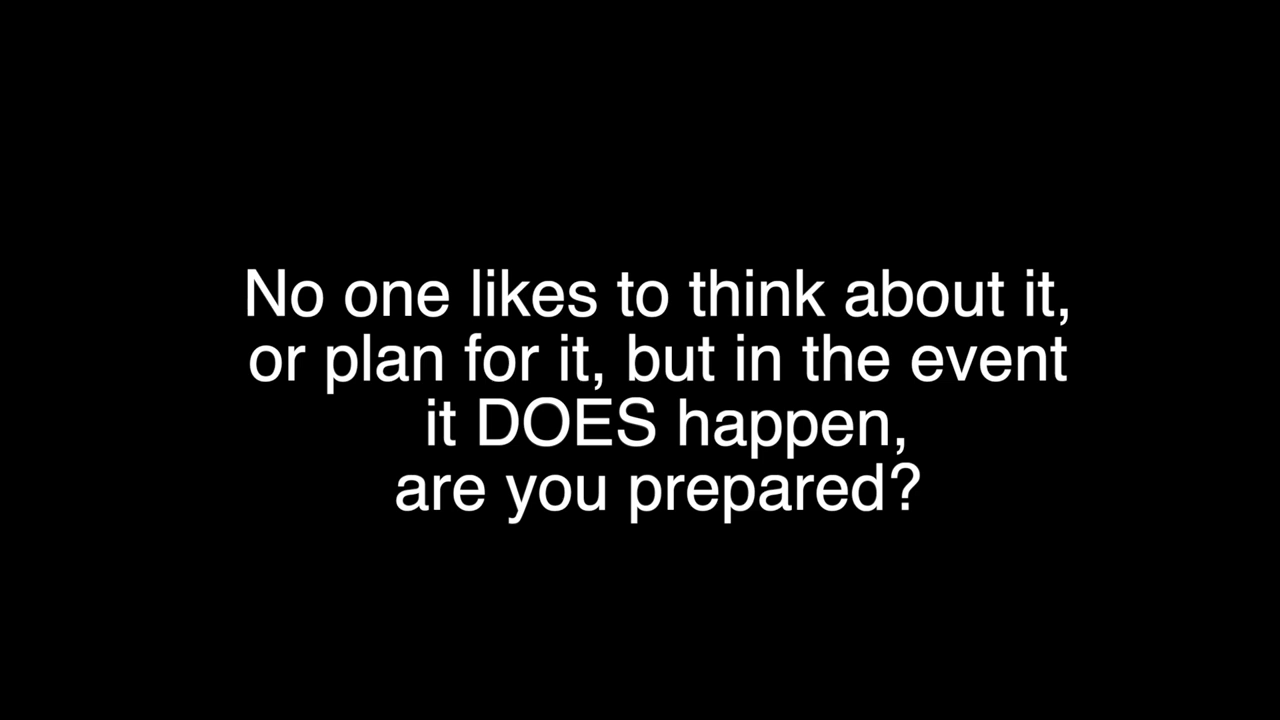 No one likes to think about it,
or plan for it, but in the event
it DOES happen,
are you prepared?